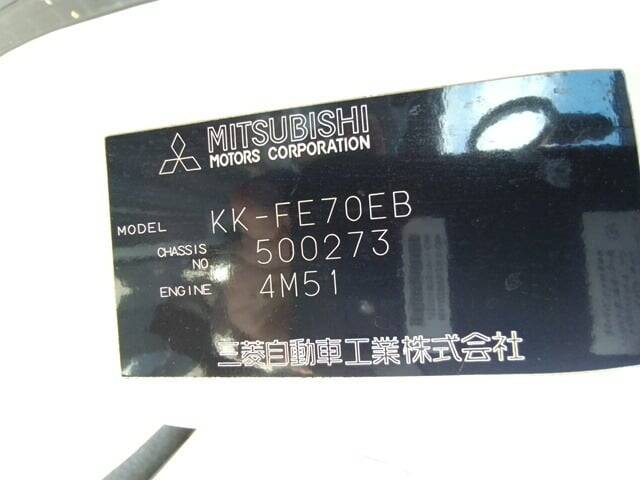 MITSUBISHI
MOTORS CORPORATION
MODEL KK-FE70EB
CHASSIS NO. 500273
ENGINE 4M51
三菱自動車工業株式会社